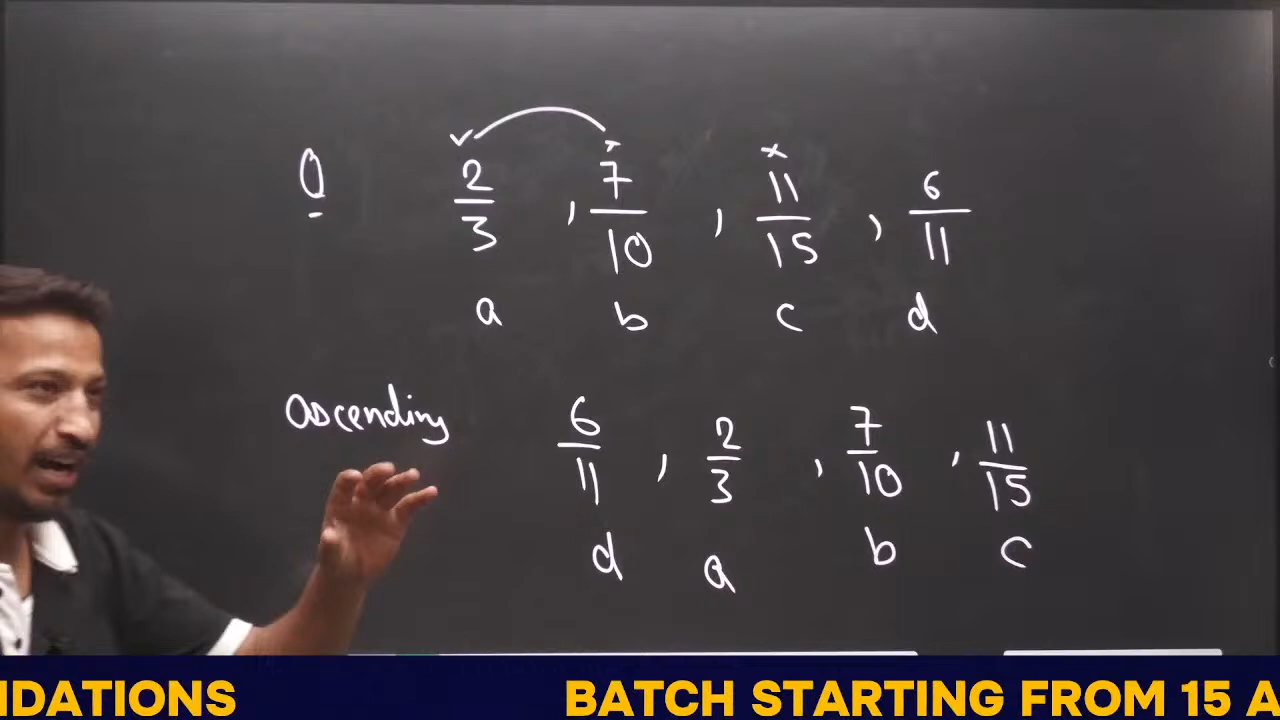 Q 2/3 , 7/10 , 11/15 , 6/11
a b c d
ascending 6/11 , 2/3 , 7/10 , 11/15
d a b c
NDATIONS BATCH STARTING FROM 15 A